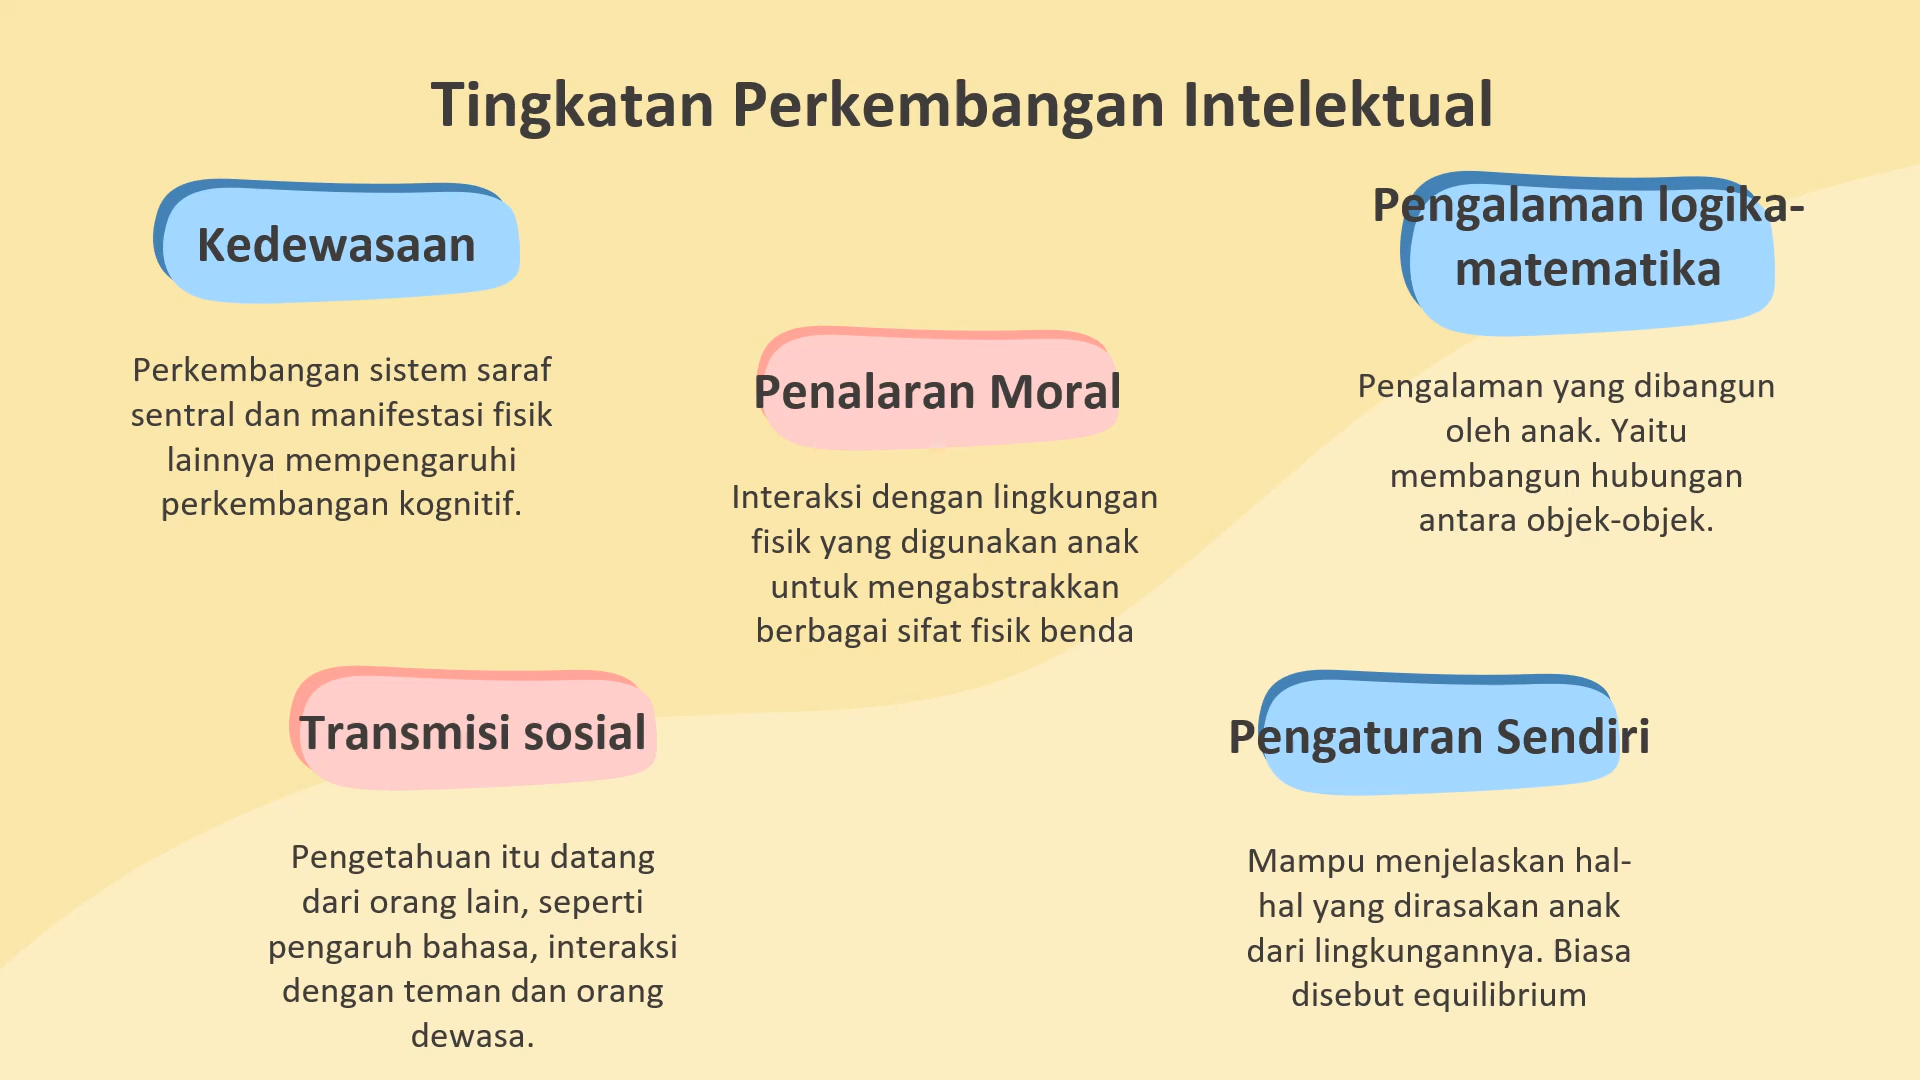 Tingkatan Perkembangan Intelektual
Kedewasaan
Perkembangan sistem saraf
sentral dan manifestasi fisik
lainnya mempengaruhi
perkembangan kognitif.
Penalaran Moral
Interaksi dengan lingkungan
fisik yang digunakan anak
untuk mengabstrakkan
berbagai sifat fisik benda
Pengalaman logika-
matematika
Pengalaman yang dibangun
oleh anak. Yaitu
membangun hubungan
antara objek-objek.
Transmisi sosial
Pengetahuan itu datang
dari orang lain, seperti
pengaruh bahasa, interaksi
dengan teman dan orang
dewasa.
Pengaturan Sendiri
Mampu menjelaskan hal-
hal yang dirasakan anak
dari lingkungannya. Biasa
disebut equilibrium